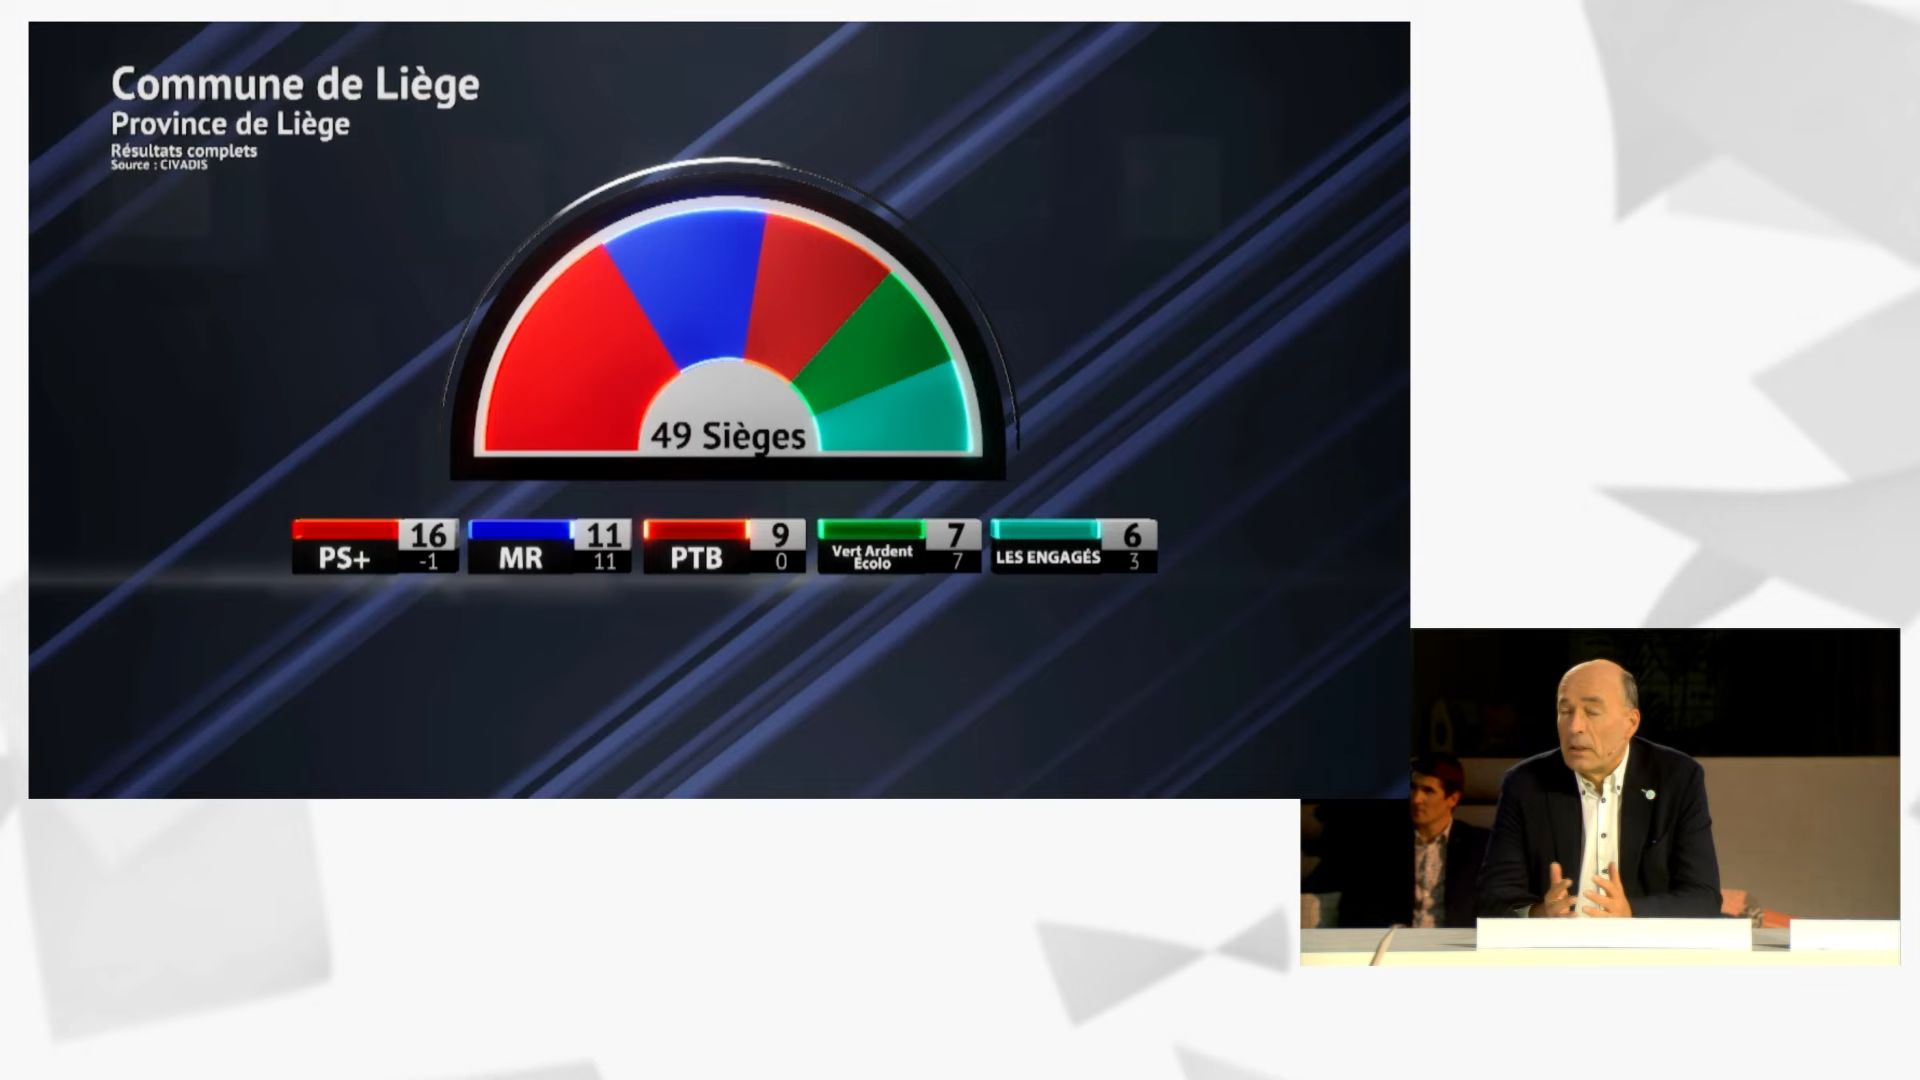 Commune de Liège
Province de Liège
Résultats complets
Source : CIVADIS
49 Sièges
PS+ 16 -1
MR 11 11
PTB 9 0
Vert Ardent Ecolo 7 7
LES ENGAGÉS 6 3